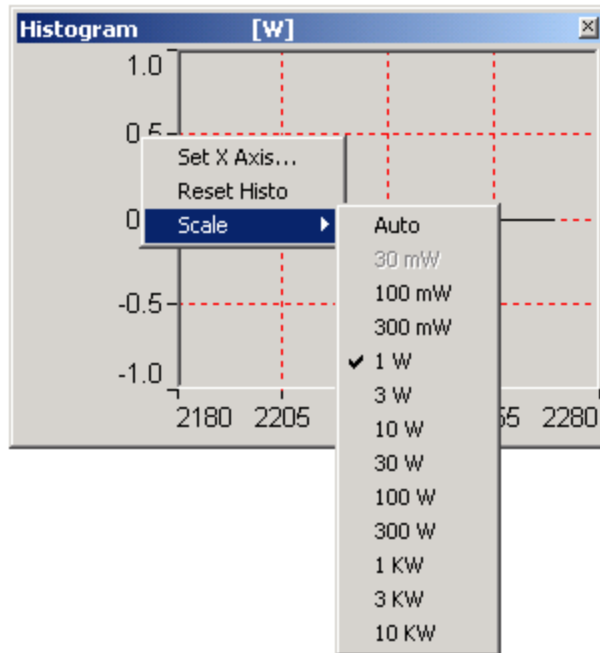 Histogram [W]
1.0
0.5
Set X Axis...
Reset Histo
0
Scale
Auto
30 mW
100 mW
300 mW
-0.5
1 W
-1.0
3 W
2180 2205 2280
10 W
30 W
100 W
300 W
1 KW
3 KW
10 KW